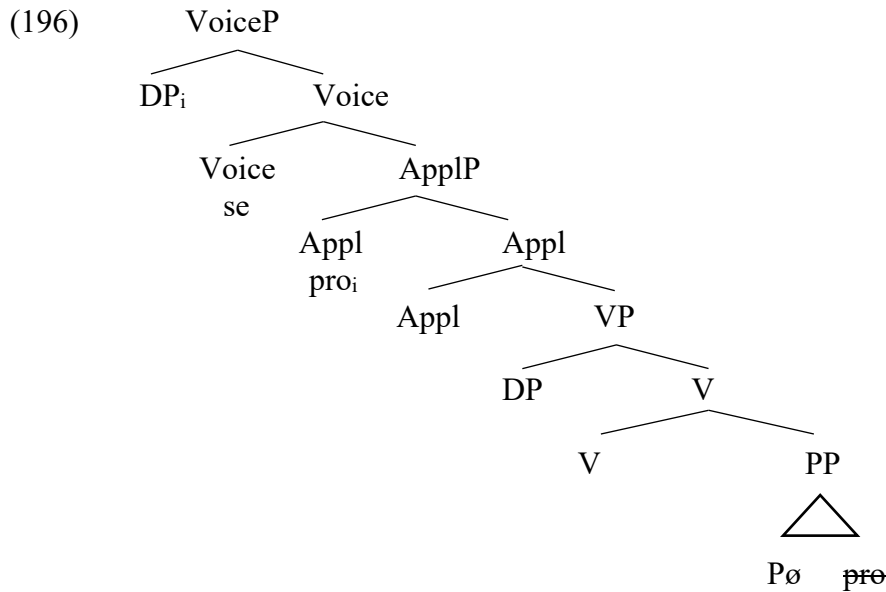 (196) VoiceP
DPᵢ Voice
Voice ApplP
se
Appl Appl
proᵢ
Appl VP
DP V
V PP
Pø ~~pro~~